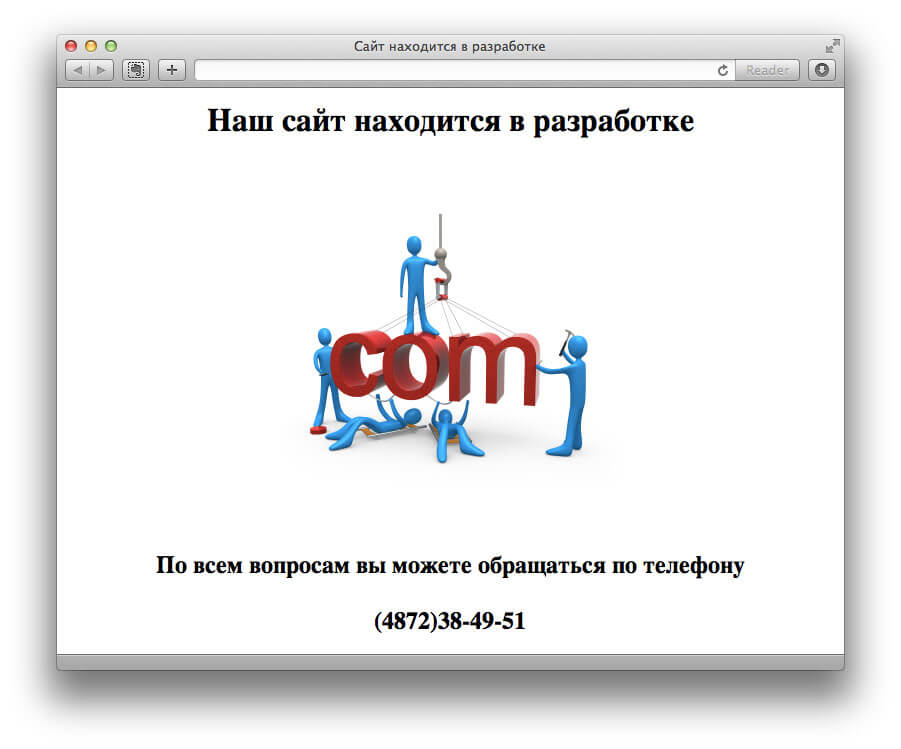 Сайт находится в разработке
Reader
Наш сайт находится в разработке
com
По всем вопросам вы можете обращаться по телефону
(4872)38-49-51